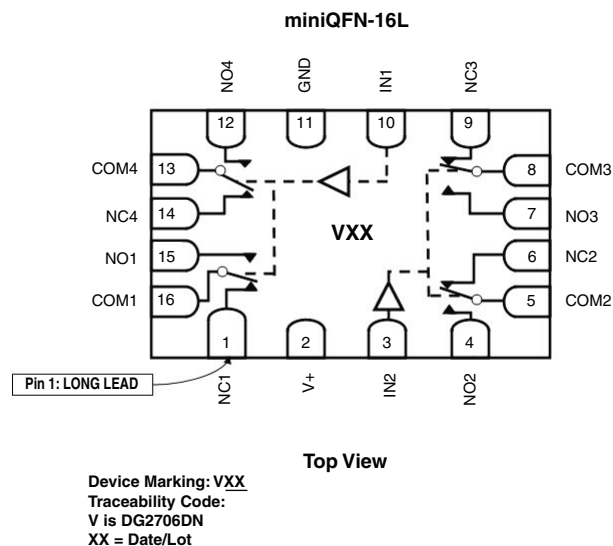 miniQFN-16L
NO4
GND
IN1
NC3
12
11
10
9
COM4
13
8
COM3
NC4
14
7
NO3
VXX
NO1
15
6
NC2
COM1
16
5
COM2
1
2
3
4
Pin 1: LONG LEAD
NC1
V+
IN2
NO2
Top View
Device Marking: VXX
Traceability Code:
V is DG2706DN
XX = Date/Lot